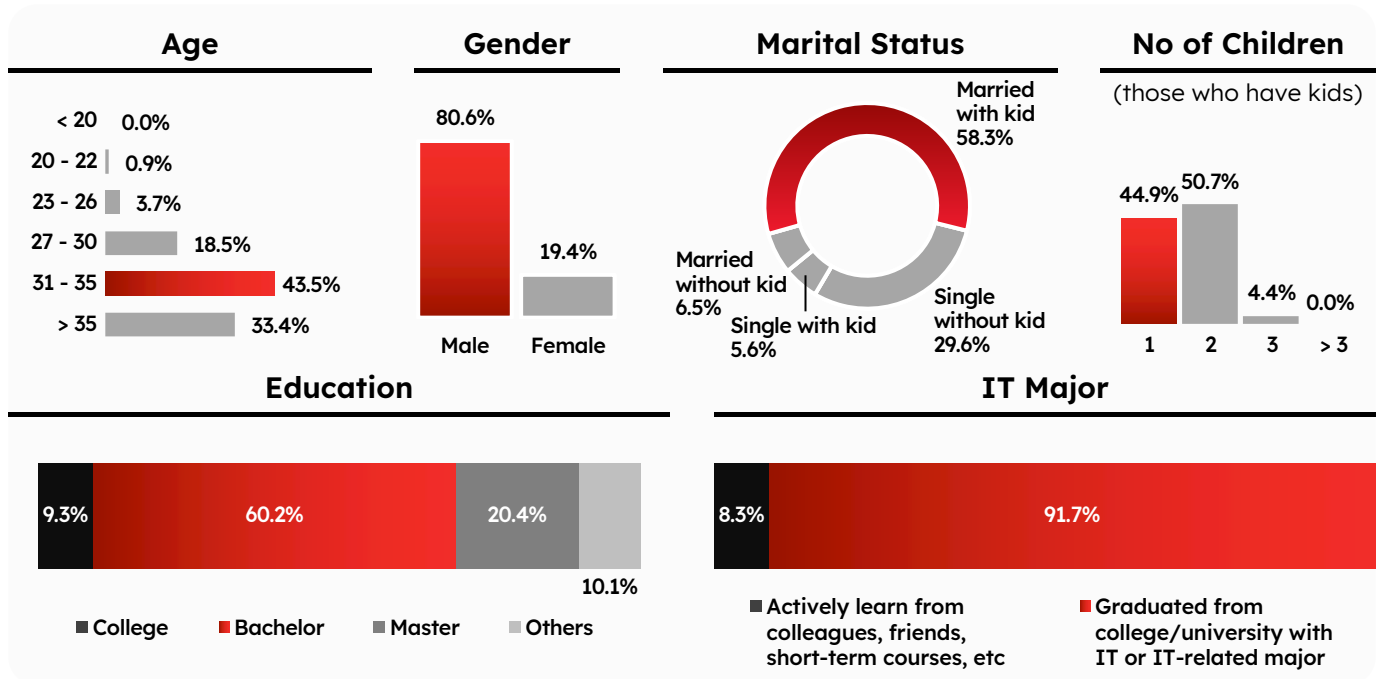 Age
< 20 0.0%
20 - 22 0.9%
23 - 26 3.7%
27 - 30 18.5%
31 - 35 43.5%
> 35 33.4%
Gender
80.6%
19.4%
Male Female
Marital Status
Married
with kid
58.3%
Married
without kid
6.5%
Single with kid
5.6%
Single
without kid
29.6%
No of Children
(those who have kids)
44.9% 50.7% 4.4% 0.0%
1 2 3 > 3
Education
9.3% 60.2% 20.4%
10.1%
College Bachelor Master Others
IT Major
8.3% 91.7%
Actively learn from
colleagues, friends,
short-term courses, etc
Graduated from
college/university with
IT or IT-related major